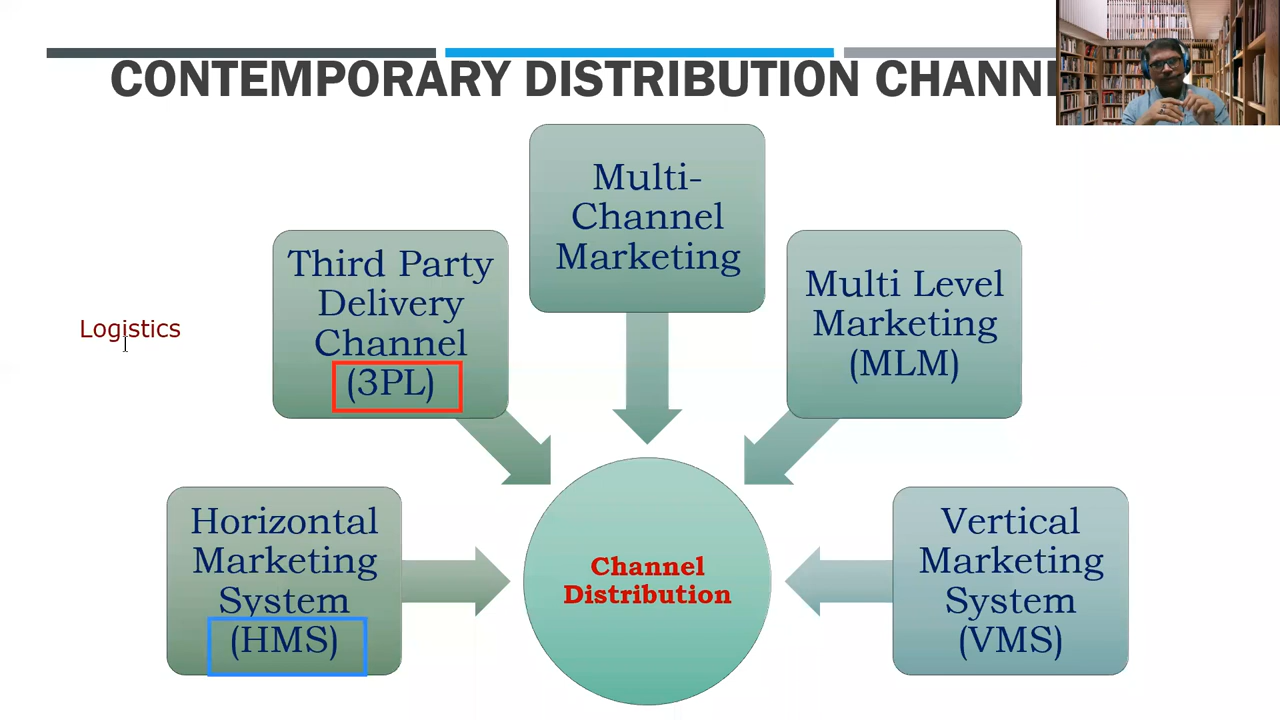 CONTEMPORARY DISTRIBUTION CHANN
Multi-
Channel
Marketing
Third Party
Delivery
Channel
(3PL)
Multi Level
Marketing
(MLM)
Logistics
Horizontal
Marketing
System
(HMS)
Channel
Distribution
Vertical
Marketing
System
(VMS)